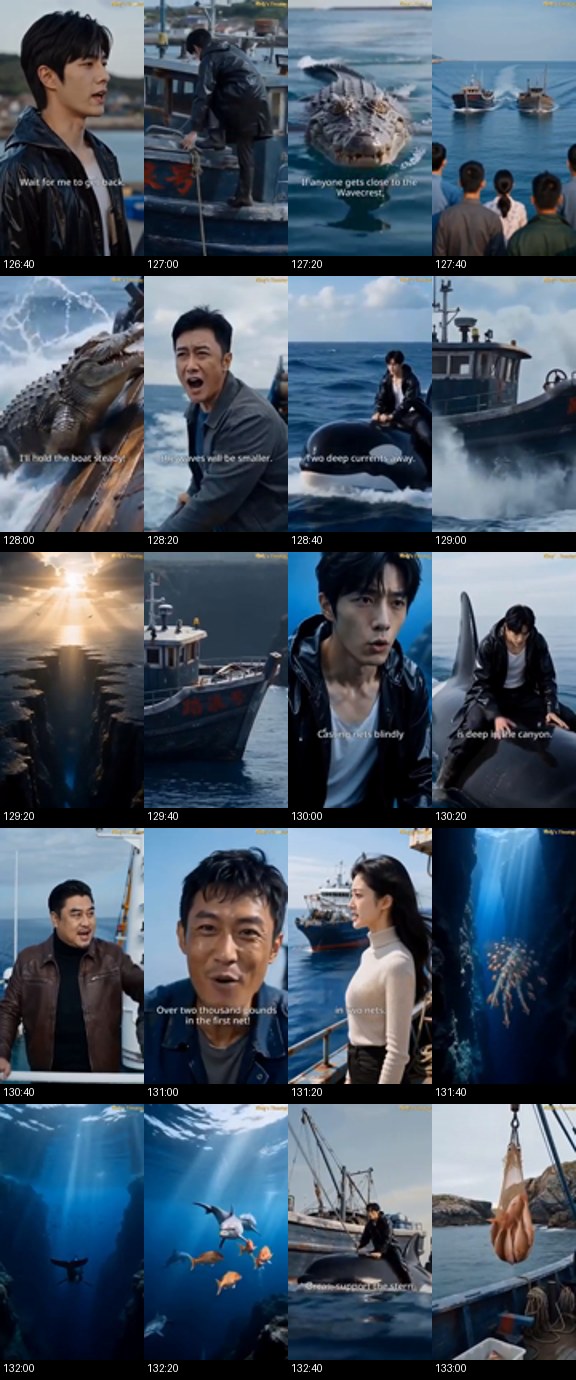 Wait for me to get back.
126:40
127:00
If anyone gets close to the
Wavecrest,
127:20
127:40
I'll hold the boat steady!
128:00
waves will be smaller.
128:20
Two deep currents away.
128:40
129:00
129:20
129:40
Casting nets blindly
130:00
is deep in the canyon.
130:20
130:40
Over two thousand pounds
in the first net!
131:00
in two nets.
131:20
131:40
132:00
132:20
Orcas support the stern.
132:40
133:00